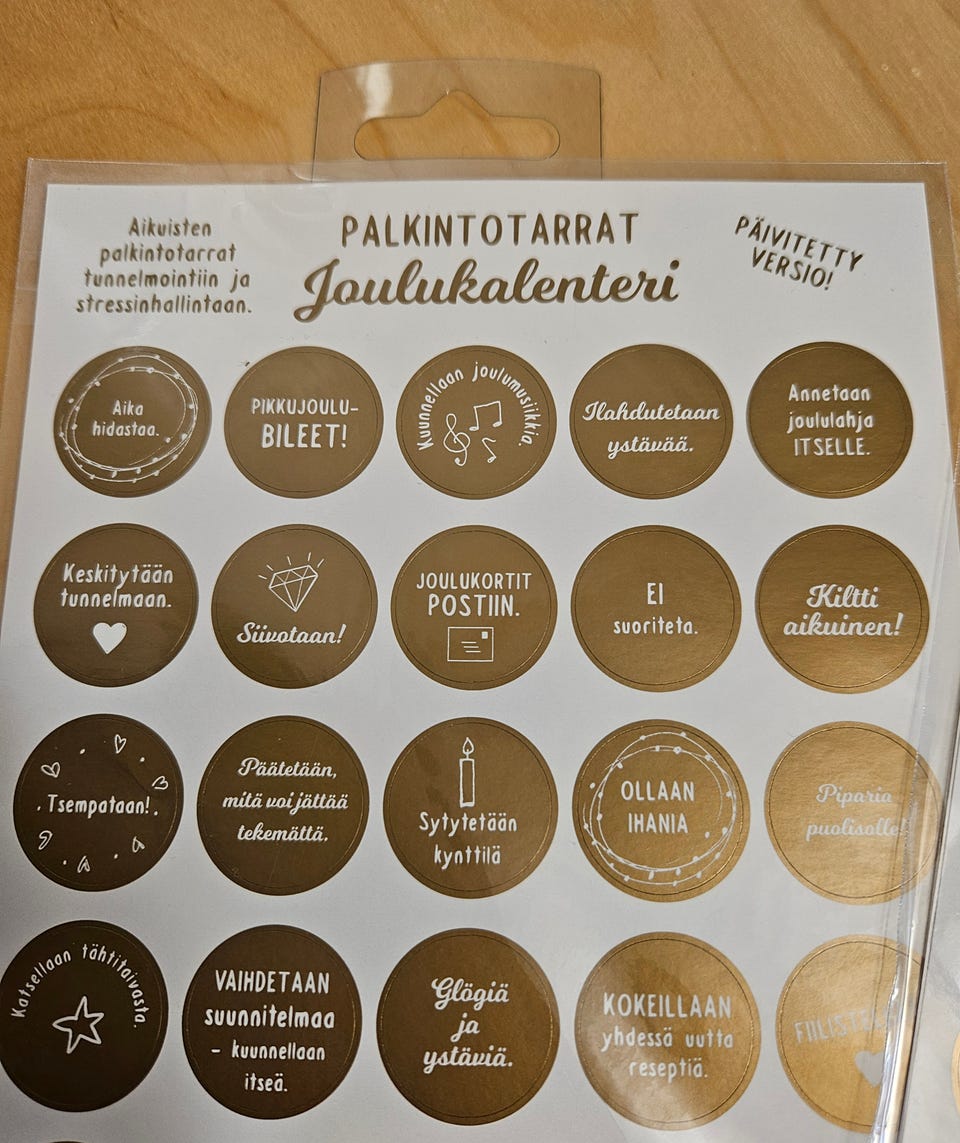 Aikuisten
palkintotarrat
tunnelmointiin ja
stressinhallintaan.
PALKINTOTARRAT
Joulukalenteri
PÄIVITETTY
VERSIO!
Aika
hidastaa.
PIKKUJOULU-
BILEET!
Kuunnellaan joulumusiikkia.
Ilahdutetaan
ystävää.
Annetaan
joululahja
ITSELLE.
Keskitytään
tunnelmaan.
Siivotaan!
JOULUKORTIT
POSTIIN.
EI
suoriteta.
Kiltti
aikuinen!
Tsempataan!
Päätetään,
mitä voi jättää
tekemättä.
Sytytetään
kynttilä
OLLAAN
IHANIA
Piparia
puolisolle!
Katsellaan tähtitaivasta.
VAIHDETAAN
suunnitelmaa
- kuunnellaan
itseä.
Glögiä
ja
ystäviä.
KOKEILLAAN
yhdessä uutta
reseptiä.